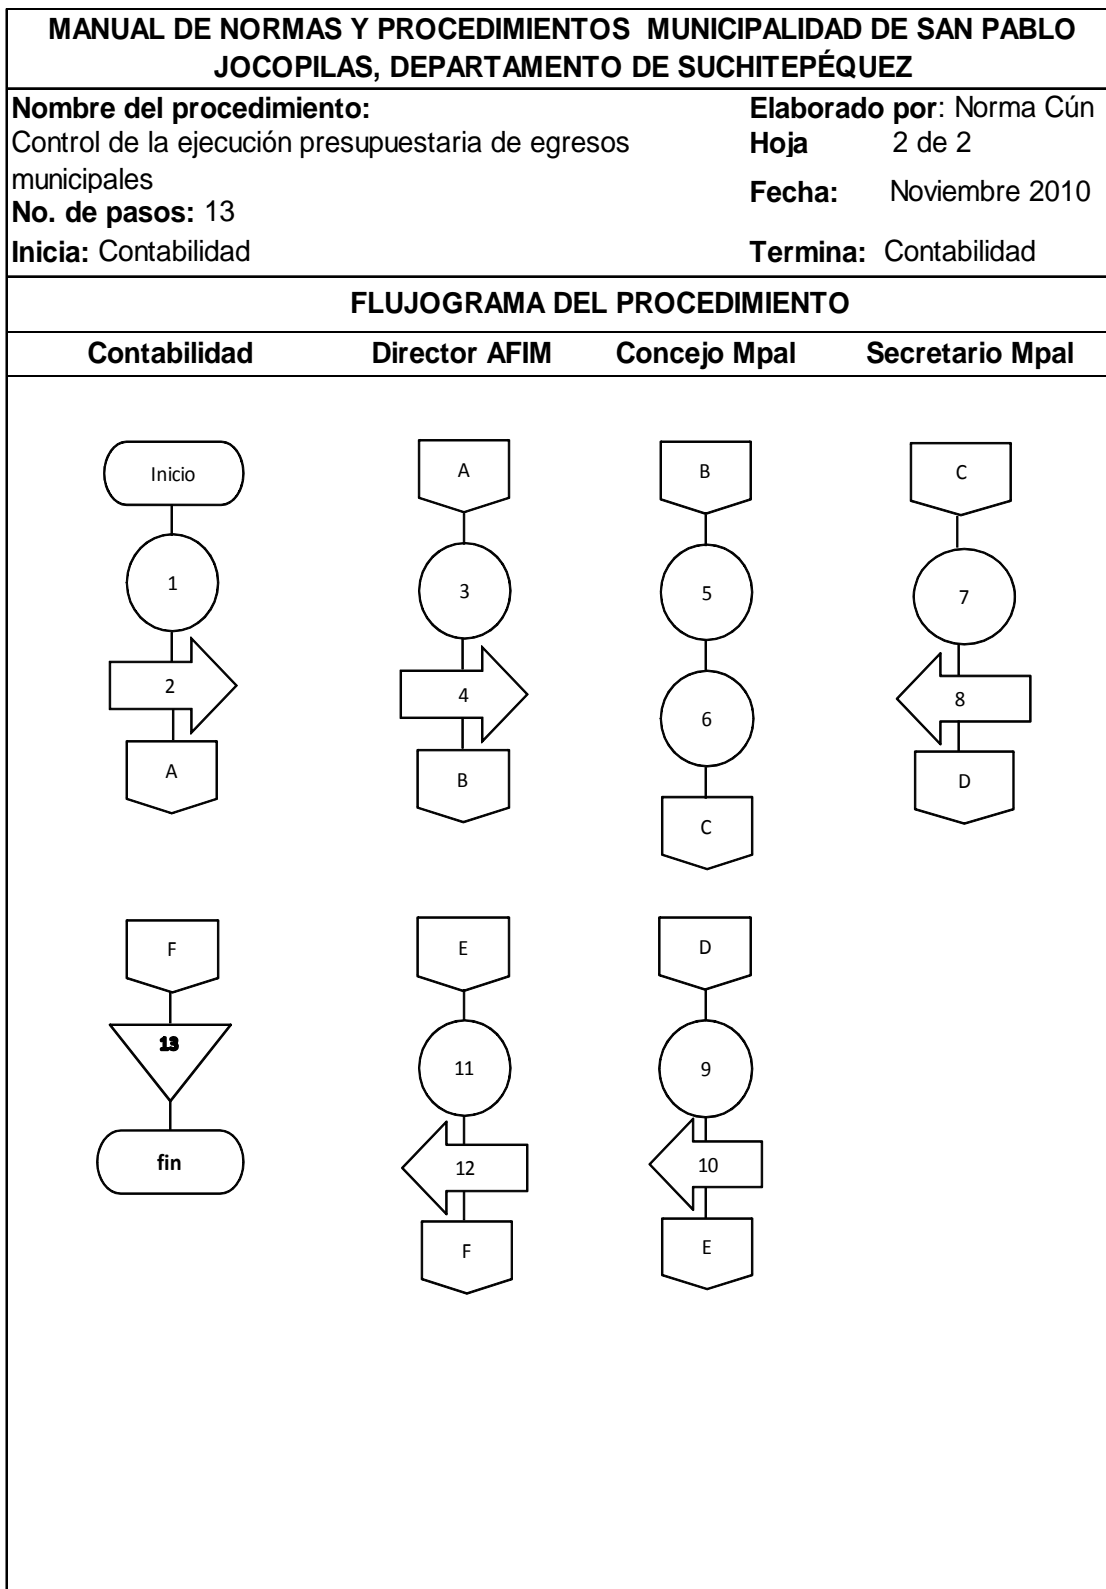 MANUAL DE NORMAS Y PROCEDIMIENTOS MUNICIPALIDAD DE SAN PABLO
JOCOPILAS, DEPARTAMENTO DE SUCHITEPÉQUEZ
Nombre del procedimiento:
Control de la ejecución presupuestaria de egresos
municipales
No. de pasos: 13
Inicia: Contabilidad
Elaborado por: Norma Cún
Hoja 2 de 2
Fecha: Noviembre 2010
Termina: Contabilidad
FLUJOGRAMA DEL PROCEDIMIENTO
Contabilidad Director AFIM Concejo Mpal Secretario Mpal
Inicio
1
2
A
A
3
4
B
B
5
6
C
C
7
8
D
F
13
fin
E
11
12
F
D
9
10
E